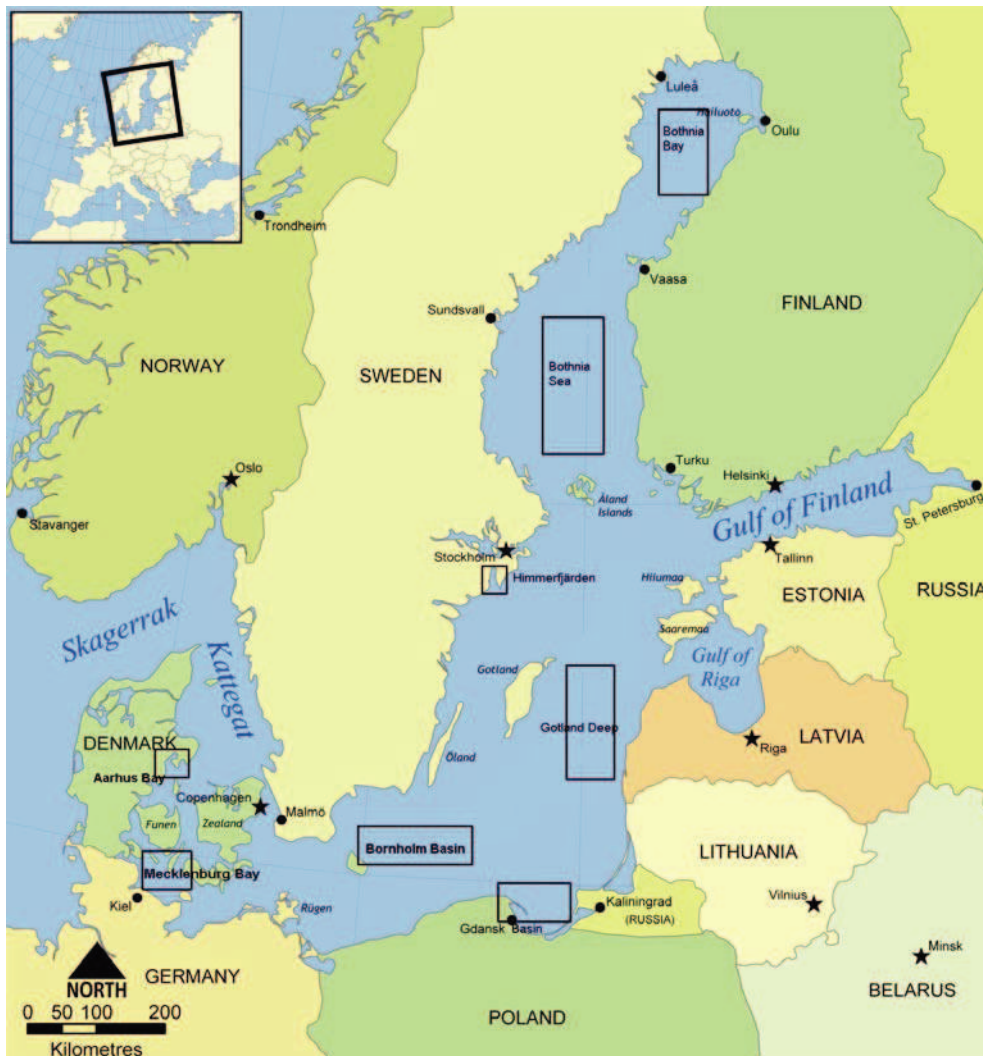 Luleå
Hailuoto
Bothnia
Bay
Oulu
Trondheim
Vaasa
Sundsvall
FINLAND
NORWAY
SWEDEN
Bothnia
Sea
Oslo
Turku
Helsinki
Stavanger
Åland
Islands
Gulf of Finland
St. Petersburg
Stockholm
Tallinn
Himmerfjärden
Hiiumaa
ESTONIA
RUSSIA
Skagerrak
Kattegat
Saaremaa
Gulf of
Riga
Gotland
Gotland Deep
DENMARK
Öland
Riga
LATVIA
Aarhus Bay
Copenhagen
Malmö
Funen
Zealand
Bornholm Basin
LITHUANIA
Mecklenburg Bay
Kiel
Rügen
Vilnius
Kaliningrad
(RUSSIA)
Gdansk Basin
Minsk
NORTH
GERMANY
BELARUS
0 50 100 200
POLAND
Kilometres